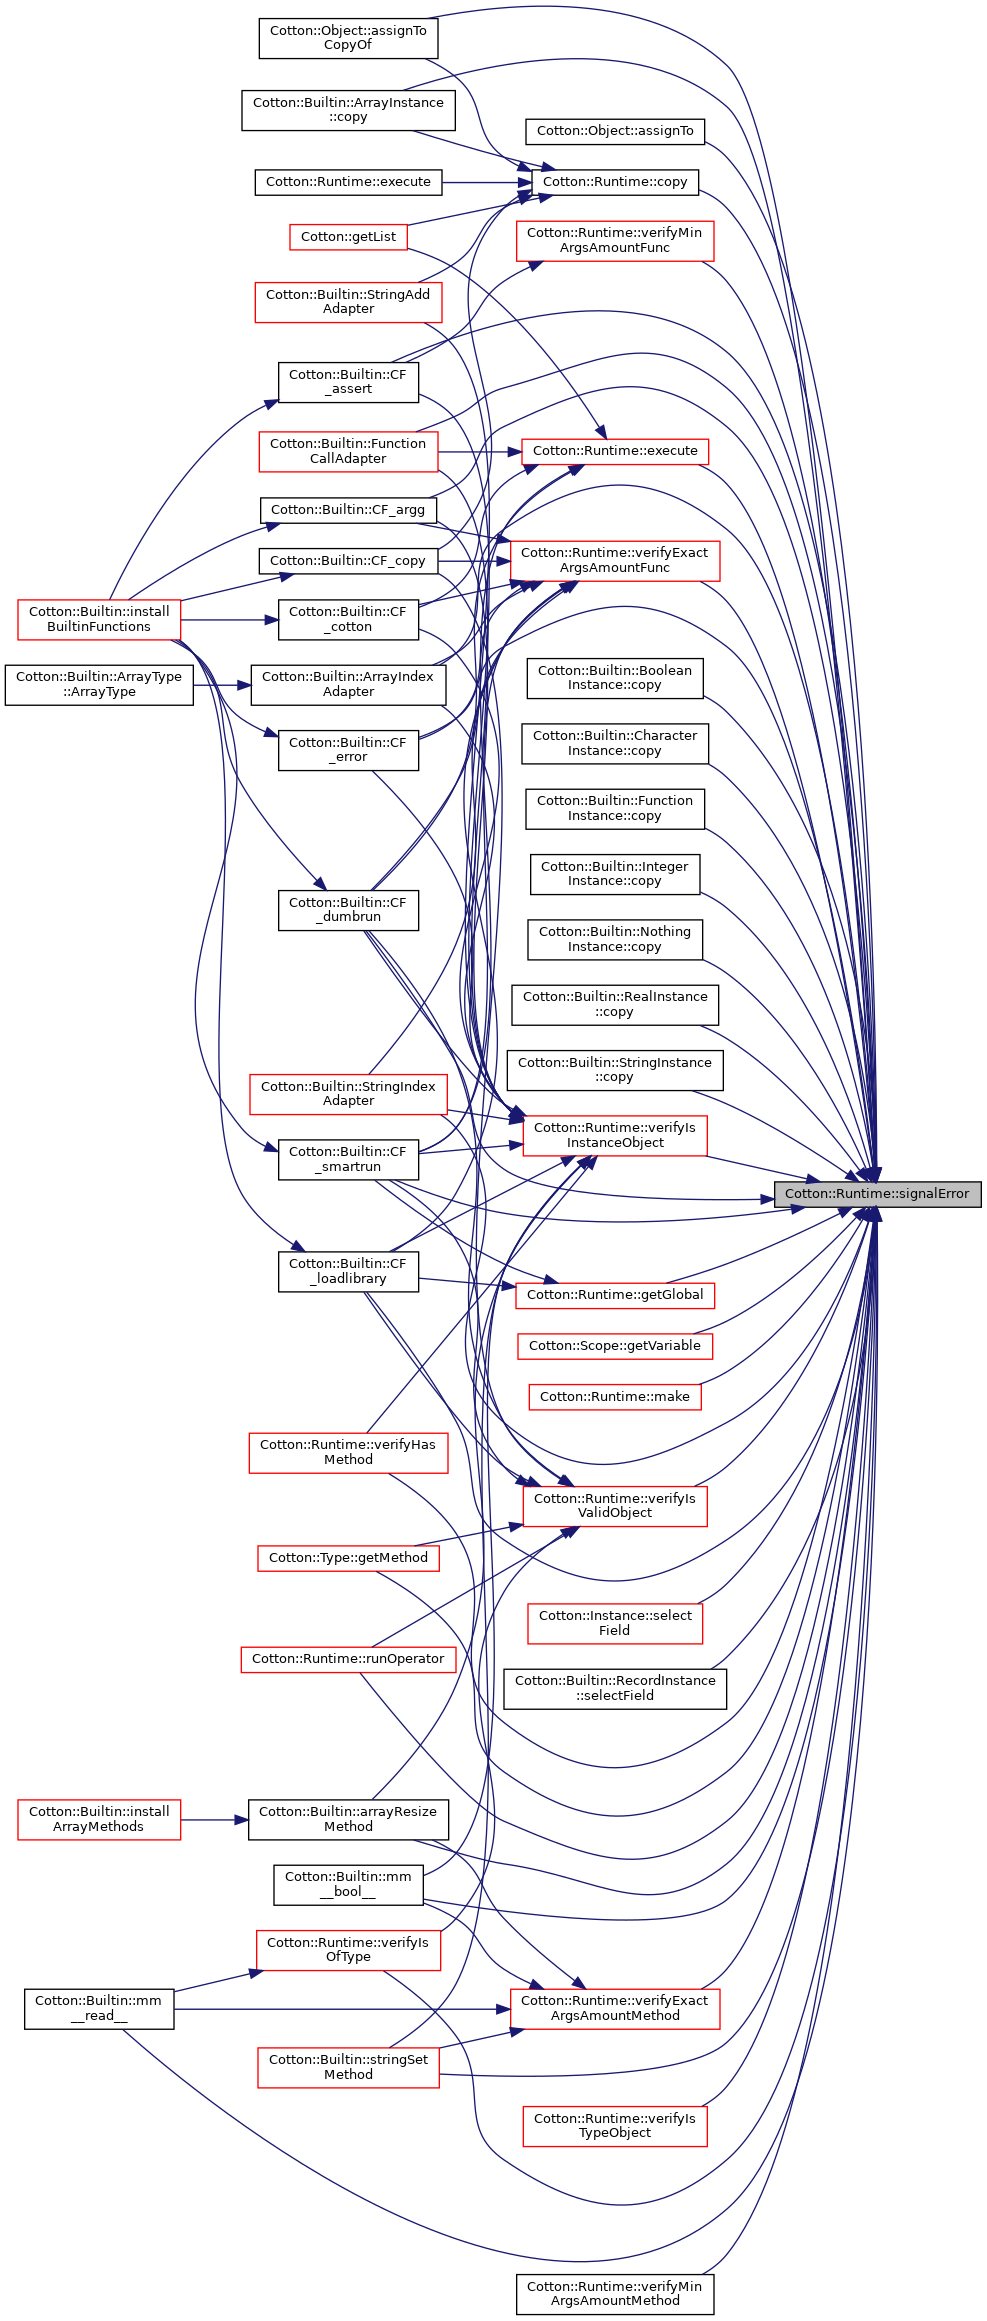 Cotton::Object::assignTo
CopyOf
Cotton::Builtin::ArrayInstance
::copy
Cotton::Object::assignTo
Cotton::Runtime::execute
Cotton::Runtime::copy
Cotton::getList
Cotton::Runtime::verifyMin
ArgsAmountFunc
Cotton::Builtin::StringAdd
Adapter
Cotton::Builtin::CF
_assert
Cotton::Builtin::Function
CallAdapter
Cotton::Runtime::execute
Cotton::Builtin::CF_argg
Cotton::Builtin::CF_copy
Cotton::Runtime::verifyExact
ArgsAmountFunc
Cotton::Builtin::install
BuiltinFunctions
Cotton::Builtin::CF
_cotton
Cotton::Builtin::ArrayType
::ArrayType
Cotton::Builtin::ArrayIndex
Adapter
Cotton::Builtin::Boolean
Instance::copy
Cotton::Builtin::CF
_error
Cotton::Builtin::Character
Instance::copy
Cotton::Builtin::Function
Instance::copy
Cotton::Builtin::Integer
Instance::copy
Cotton::Builtin::CF
_dumbrun
Cotton::Builtin::Nothing
Instance::copy
Cotton::Builtin::RealInstance
::copy
Cotton::Builtin::StringInstance
::copy
Cotton::Builtin::StringIndex
Adapter
Cotton::Runtime::verifyIs
InstanceObject
Cotton::Builtin::CF
_smartrun
Cotton::Runtime::signalError
Cotton::Builtin::CF
_loadlibrary
Cotton::Runtime::getGlobal
Cotton::Scope::getVariable
Cotton::Runtime::make
Cotton::Runtime::verifyHas
Method
Cotton::Runtime::verifyIs
ValidObject
Cotton::Type::getMethod
Cotton::Instance::select
Field
Cotton::Runtime::runOperator
Cotton::Builtin::RecordInstance
::selectField
Cotton::Builtin::install
ArrayMethods
Cotton::Builtin::arrayResize
Method
Cotton::Builtin::mm
__bool__
Cotton::Runtime::verifyIs
OfType
Cotton::Builtin::mm
__read__
Cotton::Runtime::verifyExact
ArgsAmountMethod
Cotton::Builtin::stringSet
Method
Cotton::Runtime::verifyIs
TypeObject
Cotton::Runtime::verifyMin
ArgsAmountMethod